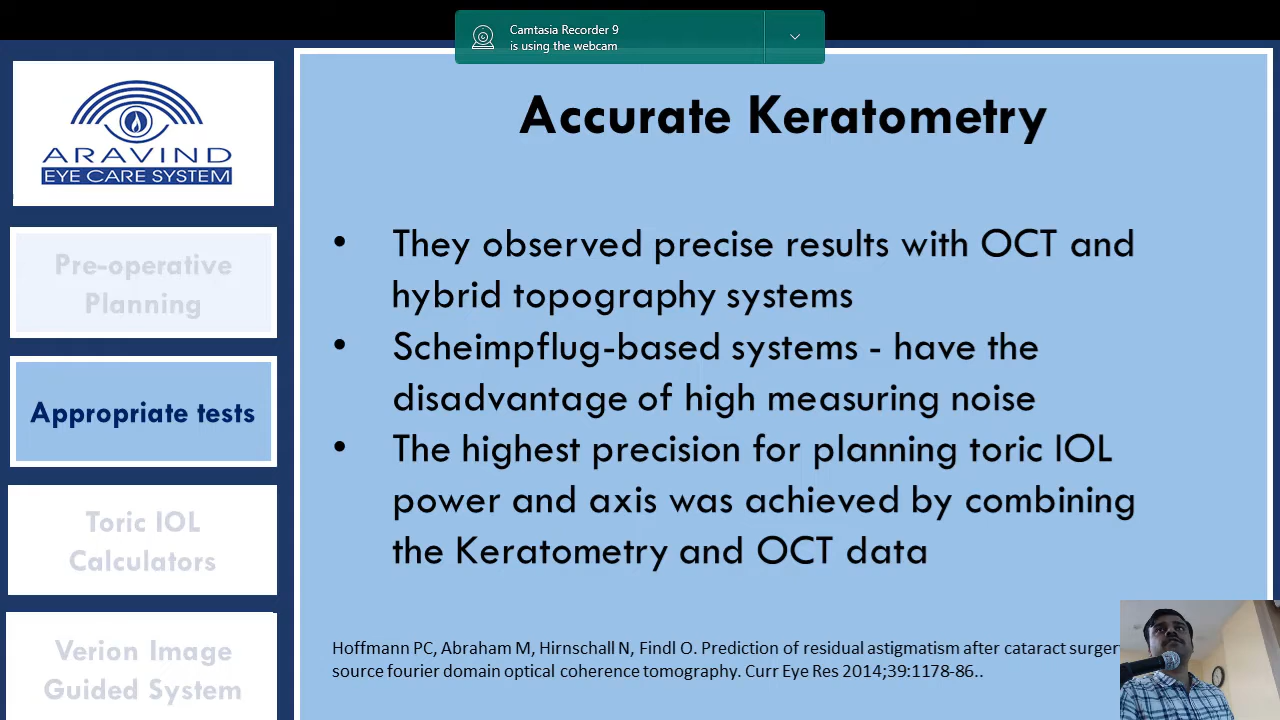 Camtasia Recorder 9
is using the webcam
ARAVIND
EYE CARE SYSTEM
Pre-operative
Planning
Appropriate tests
Toric IOL
Calculators
Verion Image
Guided System
Accurate Keratometry
• They observed precise results with OCT and
hybrid topography systems
• Scheimpflug-based systems - have the
disadvantage of high measuring noise
• The highest precision for planning toric IOL
power and axis was achieved by combining
the Keratometry and OCT data
Hoffmann PC, Abraham M, Hirnschall N, Findl O. Prediction of residual astigmatism after cataract surger
source fourier domain optical coherence tomography. Curr Eye Res 2014;39:1178-86..